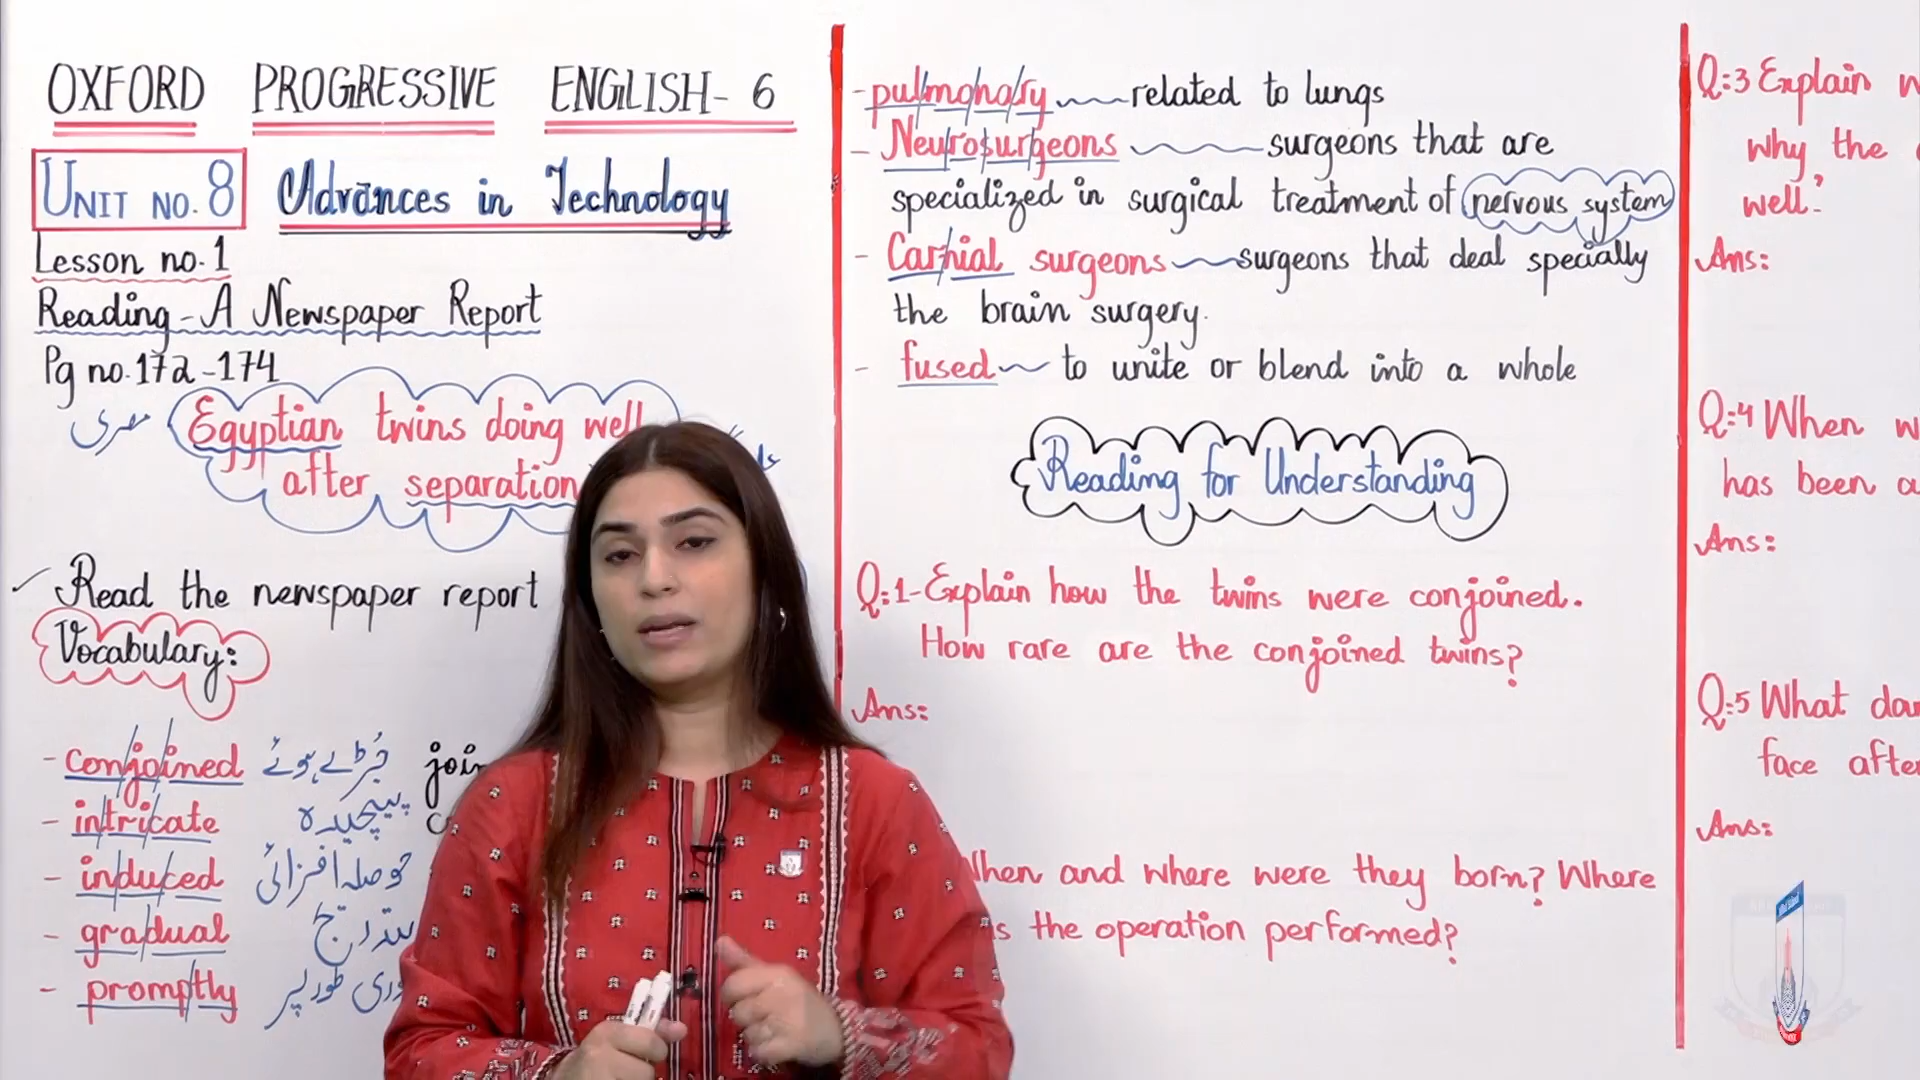 OXFORD PROGRESSIVE ENGLISH- 6
UNIT NO. 8 Advances in Technology
Lesson no. 1
Reading - A Newspaper Report
Pg no. 172-174
مصری Egyptian twins doing well
after separation
Read the newspaper report
Vocabulary:
- conjoined جُڑے ہوئے join
- intricate پیچیدہ
- induced حوصلہ افزائی
- gradual
- promptly طور پر
- pulmonary related to lungs
- Neurosurgeons surgeons that are
specialized in surgical treatment of nervous system
- Carnial surgeons surgeons that deal specially
the brain surgery.
- fused to unite or blend into a whole
Reading for Understanding
Q:1- Explain how the twins were conjoined.
How rare are the conjoined twins?
Ans:
When and where were they born? Where
the operation performed?
Q:3 Explain
why the
well?
Ans:
Q:4 When
has been
Ans:
Q:5 What
face
Ans: